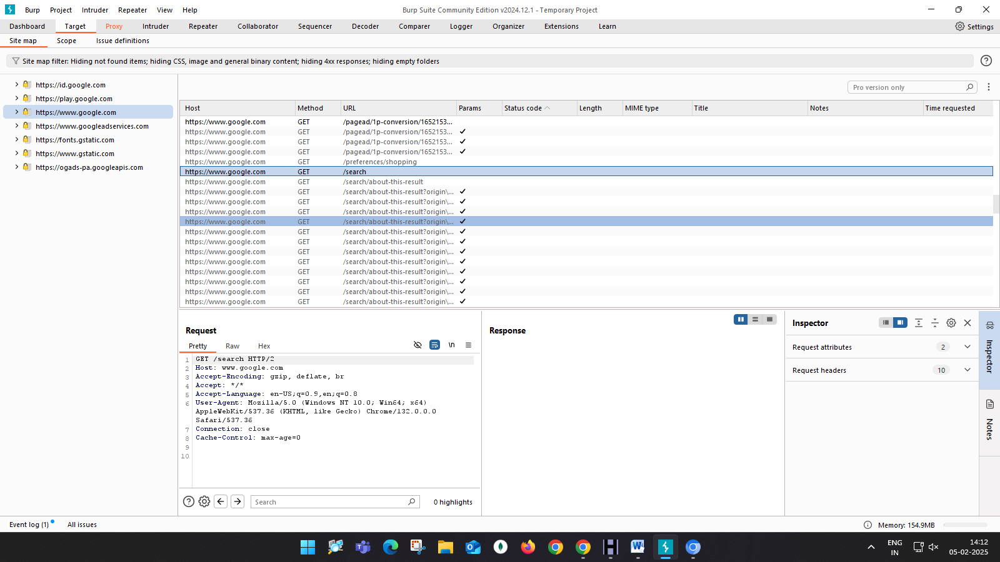 Burp Project Intruder Repeater View Help
Burp Suite Community Edition v2024.12.1 - Temporary Project
Dashboard Target Proxy Intruder Repeater Collaborator Sequencer Decoder Comparer Logger Organizer Extensions Learn
Settings
Site map Scope Issue definitions
Site map filter: Hiding not found items; hiding CSS, image and general binary content; hiding 4xx responses; hiding empty folders
https://id.google.com
https://play.google.com
https://www.google.com
https://www.googleadservices.com
https://fonts.gstatic.com
https://www.gstatic.com
https://ogads-pa.googleapis.com
Pro version only
Host Method URL Params Status code Length MIME type Title Notes Time requested
https://www.google.com GET /pagead/1p-conversion/1652153...
https://www.google.com GET /pagead/1p-conversion/1652153... ✓
https://www.google.com GET /pagead/1p-conversion/1652153... ✓
https://www.google.com GET /pagead/1p-conversion/1652153... ✓
https://www.google.com GET /preferences/shopping
https://www.google.com GET /search
https://www.google.com GET /search/about-this-result
https://www.google.com GET /search/about-this-result?origin\... ✓
https://www.google.com GET /search/about-this-result?origin\... ✓
https://www.google.com GET /search/about-this-result?origin\... ✓
https://www.google.com GET /search/about-this-result?origin\... ✓
https://www.google.com GET /search/about-this-result?origin\... ✓
https://www.google.com GET /search/about-this-result?origin\... ✓
https://www.google.com GET /search/about-this-result?origin\... ✓
https://www.google.com GET /search/about-this-result?origin\... ✓
https://www.google.com GET /search/about-this-result?origin\... ✓
https://www.google.com GET /search/about-this-result?origin\... ✓
https://www.google.com GET /search/about-this-result?origin\... ✓
https://www.google.com GET /search/about-this-result?origin\... ✓
Request
Pretty Raw Hex
\n
1 GET /search HTTP/2
2 Host: www.google.com
3 Accept-Encoding: gzip, deflate, br
4 Accept: */*
5 Accept-Language: en-US;q=0.9,en;q=0.8
6 User-Agent: Mozilla/5.0 (Windows NT 10.0; Win64; x64)
AppleWebKit/537.36 (KHTML, like Gecko) Chrome/132.0.0.0
Safari/537.36
7 Connection: close
8 Cache-Control: max-age=0
9
10
Search
0 highlights
Response
Inspector
Request attributes 2
Request headers 10
Inspector
Notes
Event log (1) All issues
Memory: 154.9MB
ENG
IN
14:12
05-02-2025